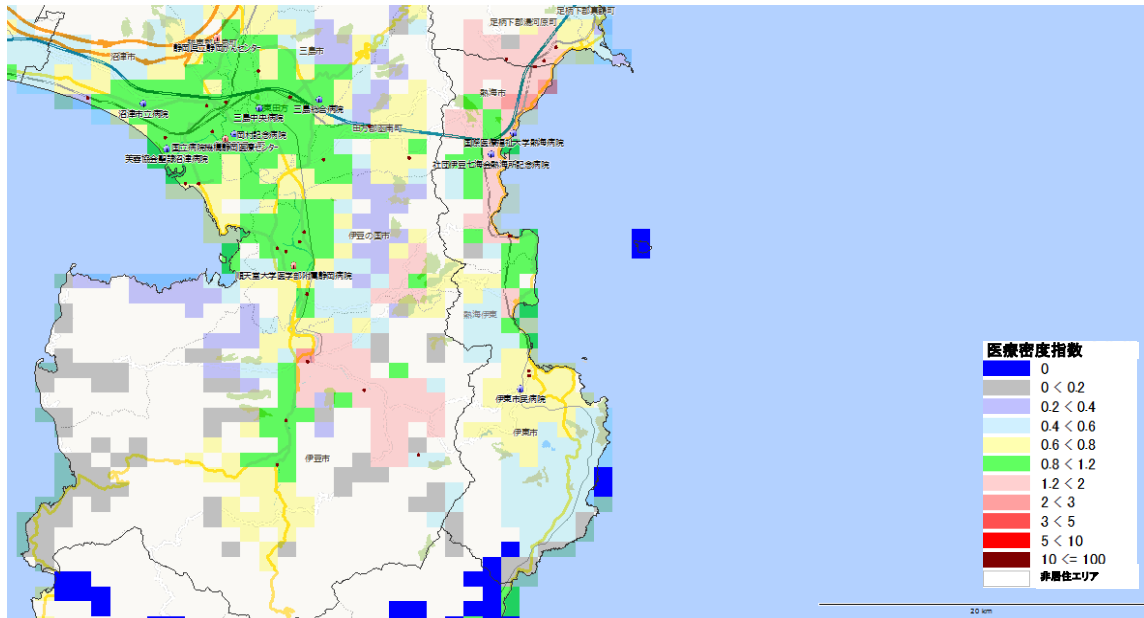 足柄下郡湯河原町
足柄下郡真鶴町
静岡県立静岡がんセンター
三島市
沼津市
熱海市
沼津市立病院
三島総合病院
三島中央病院
田方郡函南町
岡村記念病院
国立病院機構静岡医療センター
芙蓉協会聖隷沼津病院
国際医療福祉大学熱海病院
社団伊豆七海会熱海所記念病院
伊豆の国市
順天堂大学医学部附属静岡病院
熱海伊東
伊東市民病院
伊東市
伊豆市
医療密度指数
0
0 < 0.2
0.2 < 0.4
0.4 < 0.6
0.6 < 0.8
0.8 < 1.2
1.2 < 2
2 < 3
3 < 5
5 < 10
10 <= 100
非居住エリア
20 km